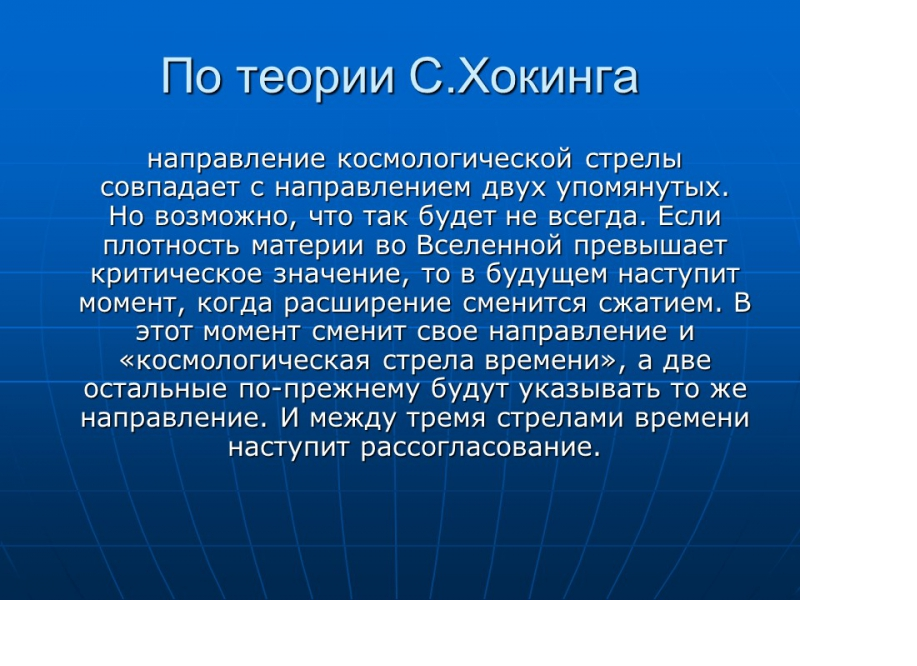 По теории С.Хокинга
направление космологической стрелы
совпадает с направлением двух упомянутых.
Но возможно, что так будет не всегда. Если
плотность материи во Вселенной превышает
критическое значение, то в будущем наступит
момент, когда расширение сменится сжатием. В
этот момент сменит свое направление и
«космологическая стрела времени», а две
остальные по-прежнему будут указывать то же
направление. И между тремя стрелами времени
наступит рассогласование.